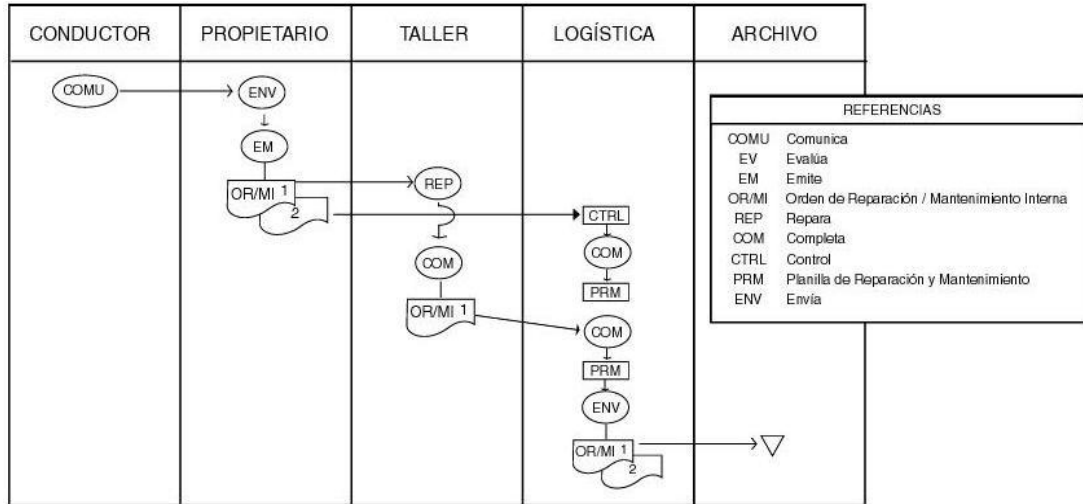 CONDUCTOR PROPIETARIO TALLER LOGÍSTICA ARCHIVO
COMU
ENV
EM
OR/MI 1
2
REP
COM
OR/MI 1
CTRL
COM
PRM
COM
PRM
ENV
OR/MI 1
2
REFERENCIAS
COMU Comunica
EV Evalúa
EM Emite
OR/MI Orden de Reparación / Mantenimiento Interna
REP Repara
COM Completa
CTRL Control
PRM Planilla de Reparación y Mantenimiento
ENV Envía